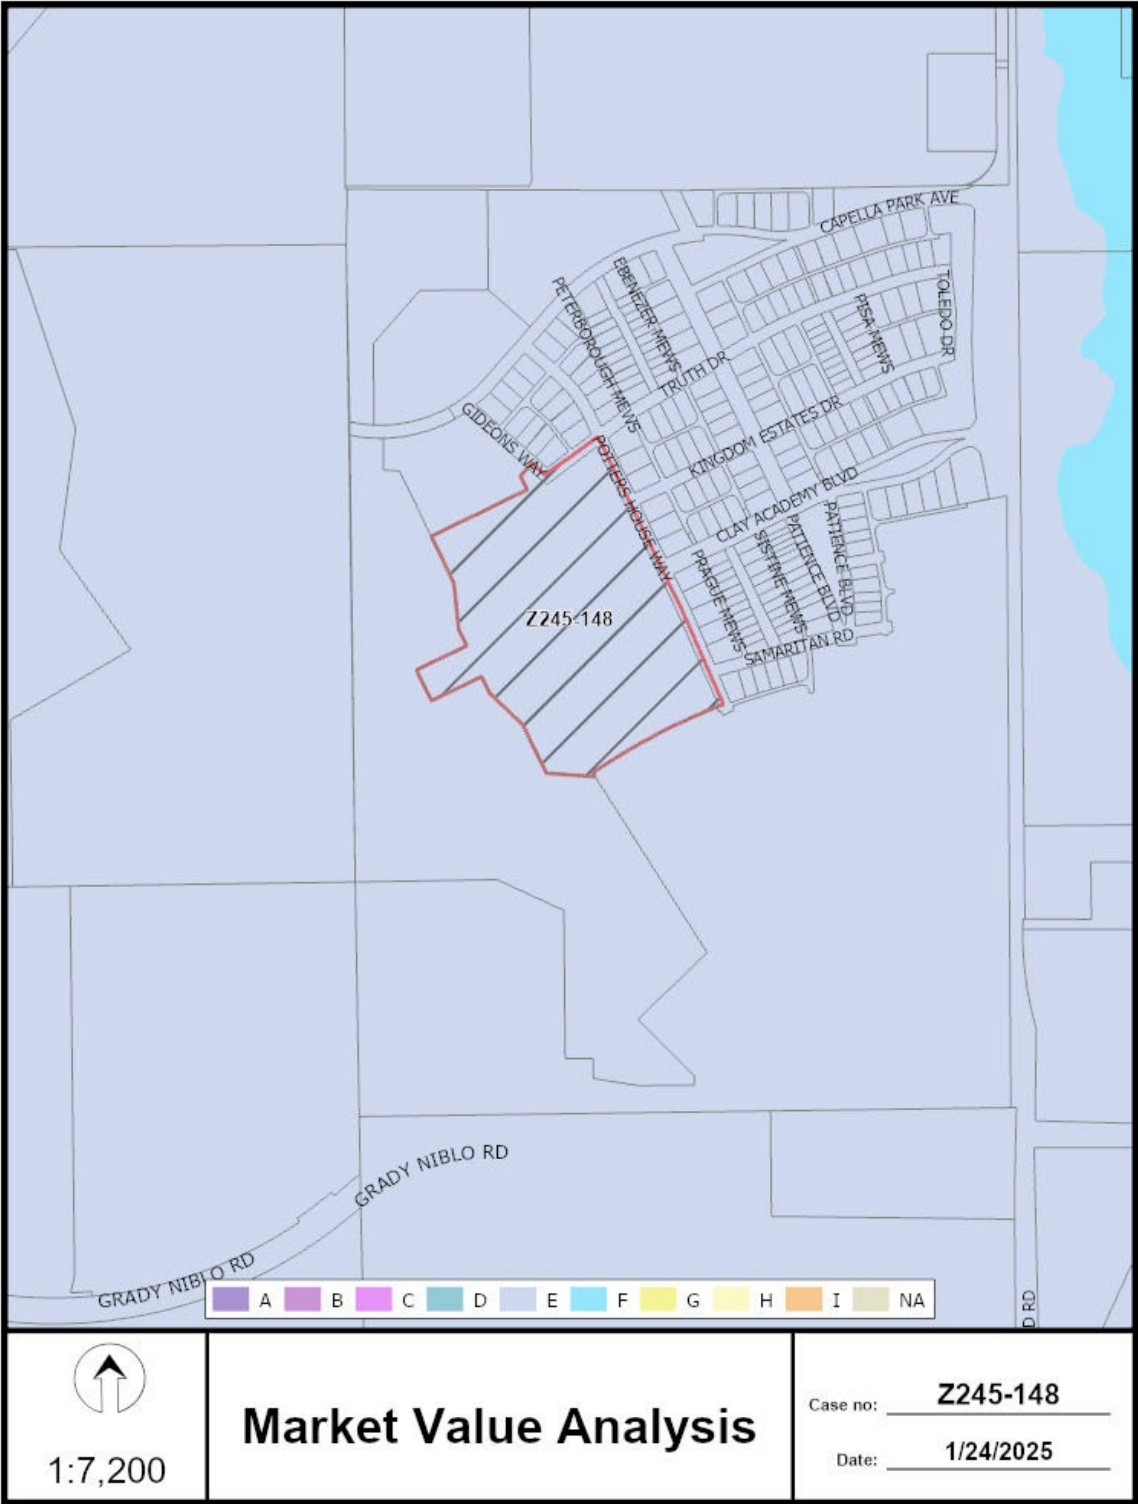 CAPELLA PARK AVE
EBENEZER MEWS
PETERBOROUGH MEWS
TOLEDO DR
PISA MEWS
TRUTH DR
GIDEONS WAY
KINGDOM ESTATES DR
POTTERS HOUSE WAY
CLAY ACADEMY BLVD
PATIENCE BLVD
PATIENCE BLVD
SISTINE MEWS
PRAGUE MEWS
Z245-148
SAMARITAN RD
GRADY NIBLO RD
GRADY NIBLO RD
D RD
A B C D E F G H I NA
1:7,200
Market Value Analysis
Case no: Z245-148
Date: 1/24/2025